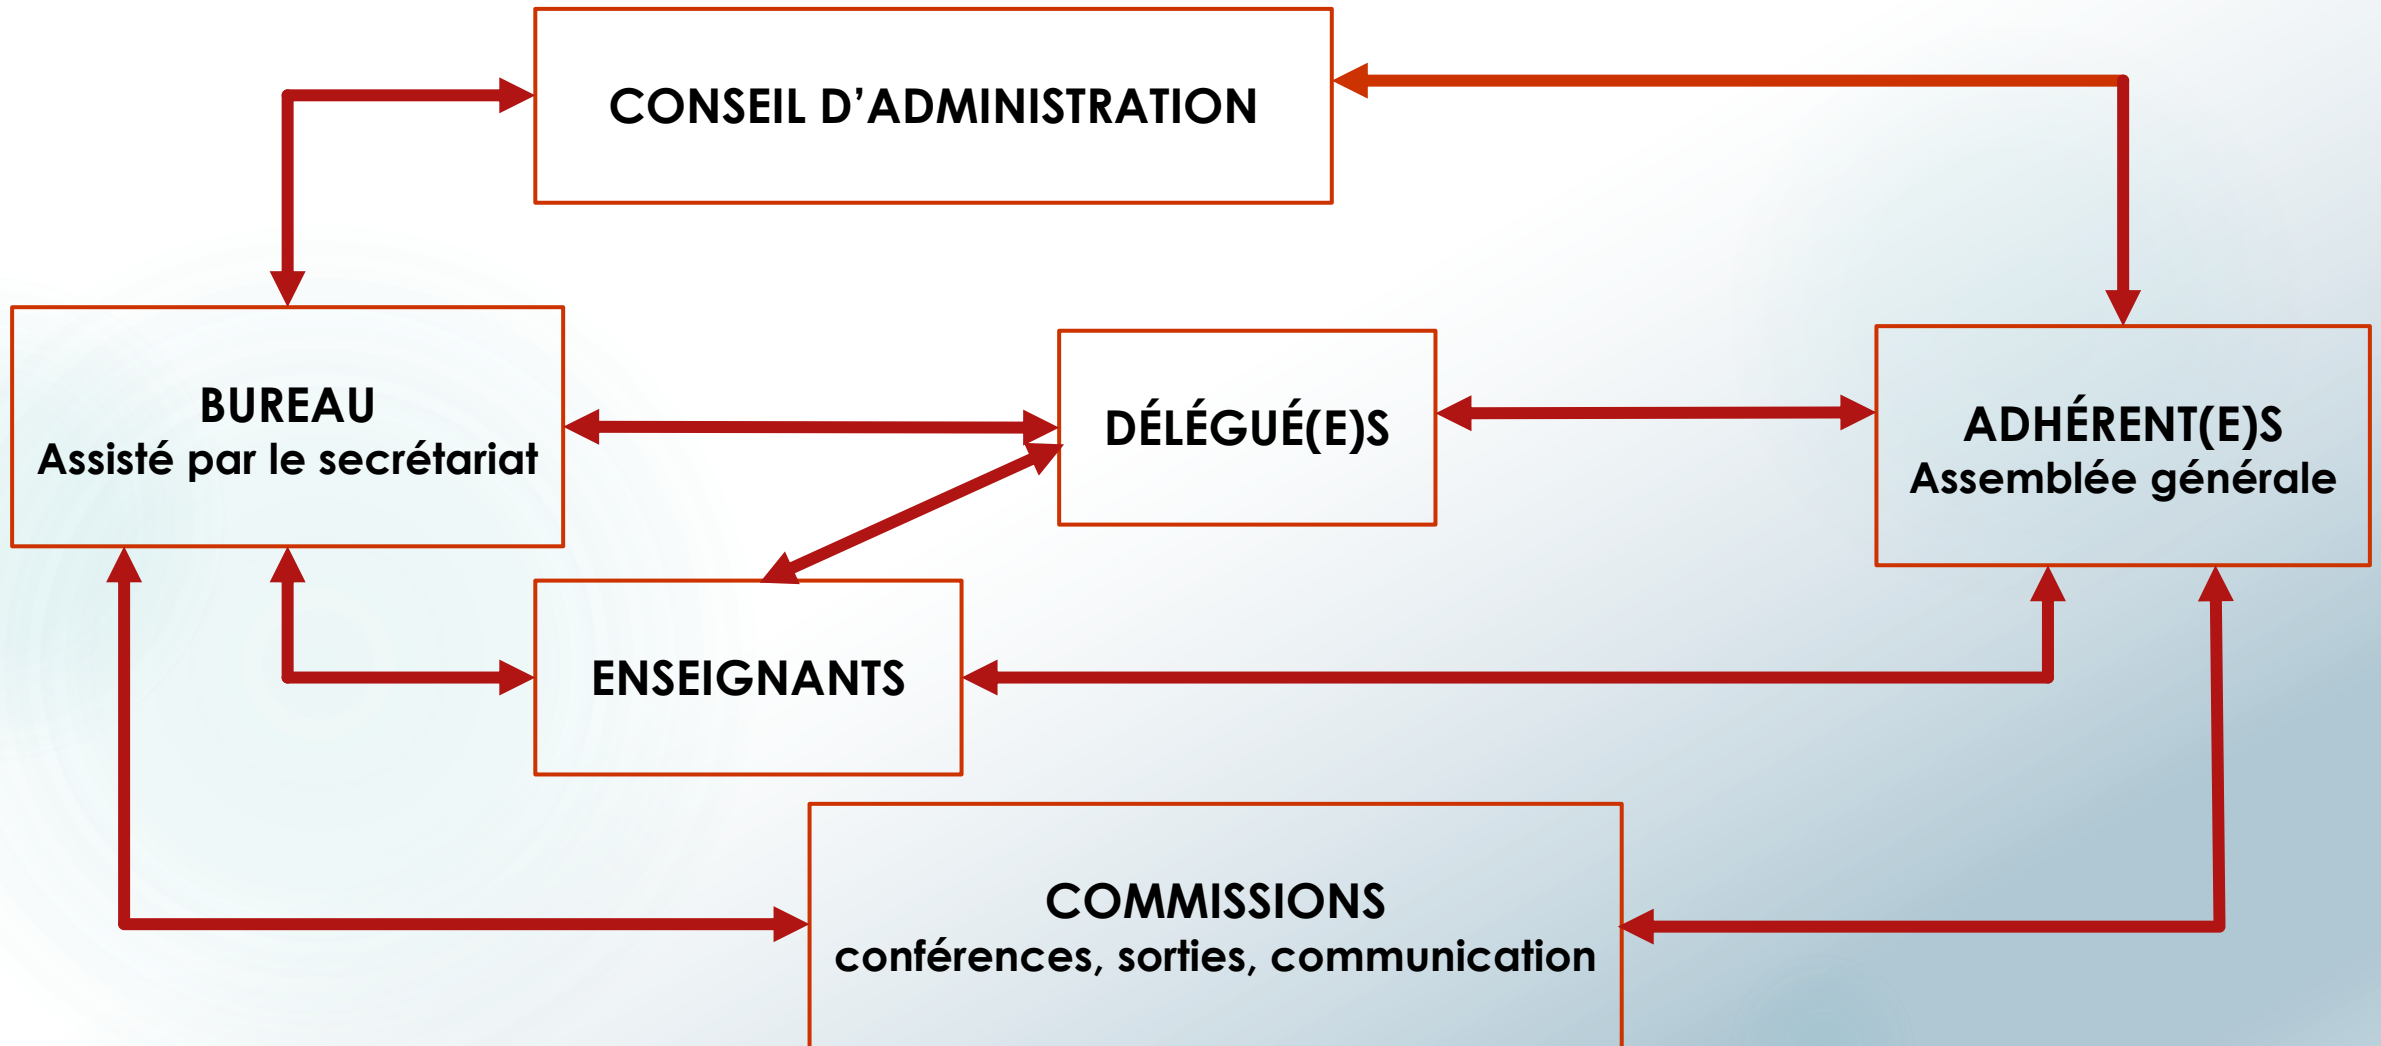 CONSEIL D’ADMINISTRATION
BUREAU
Assisté par le secrétariat
DÉLÉGUÉ(E)S
ADHÉRENT(E)S
Assemblée générale
ENSEIGNANTS
COMMISSIONS
conférences, sorties, communication